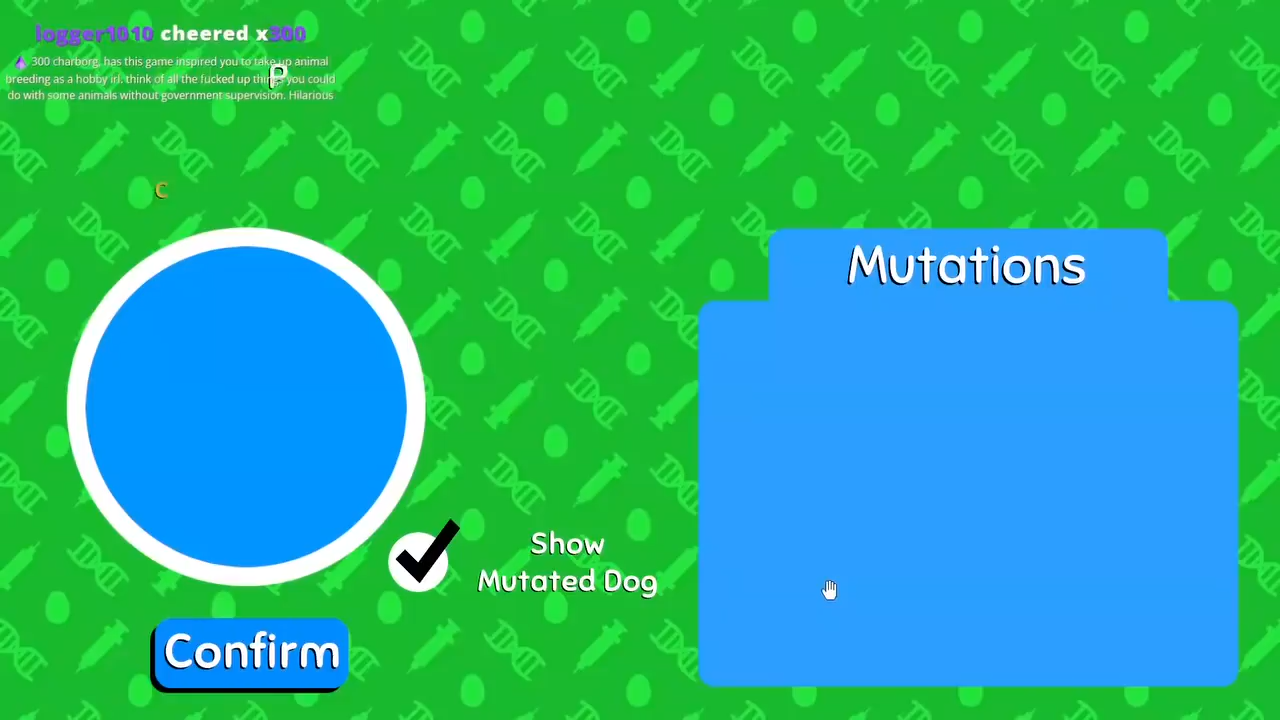 logger1010 cheered x300
300 charborg, has this game inspired you to take up animal
breeding as a hobby irl. think of all the fucked up things you could
do with some animals without government supervision. Hilarious
P
C
Mutations
Show
Mutated Dog
Confirm